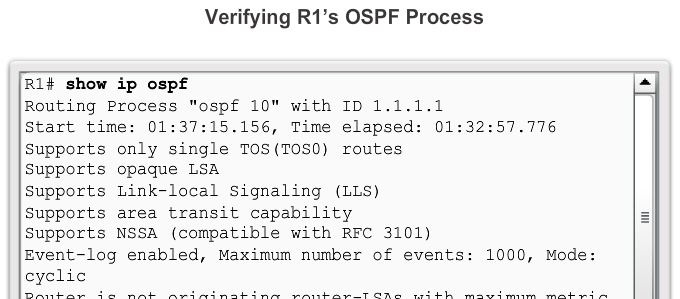 Verifying R1’s OSPF Process
R1# show ip ospf
Routing Process "ospf 10" with ID 1.1.1.1
Start time: 01:37:15.156, Time elapsed: 01:32:57.776
Supports only single TOS(TOS0) routes
Supports opaque LSA
Supports Link-local Signaling (LLS)
Supports area transit capability
Supports NSSA (compatible with RFC 3101)
Event-log enabled, Maximum number of events: 1000, Mode:
cyclic
Router is not originating router-LSAs with maximum metric